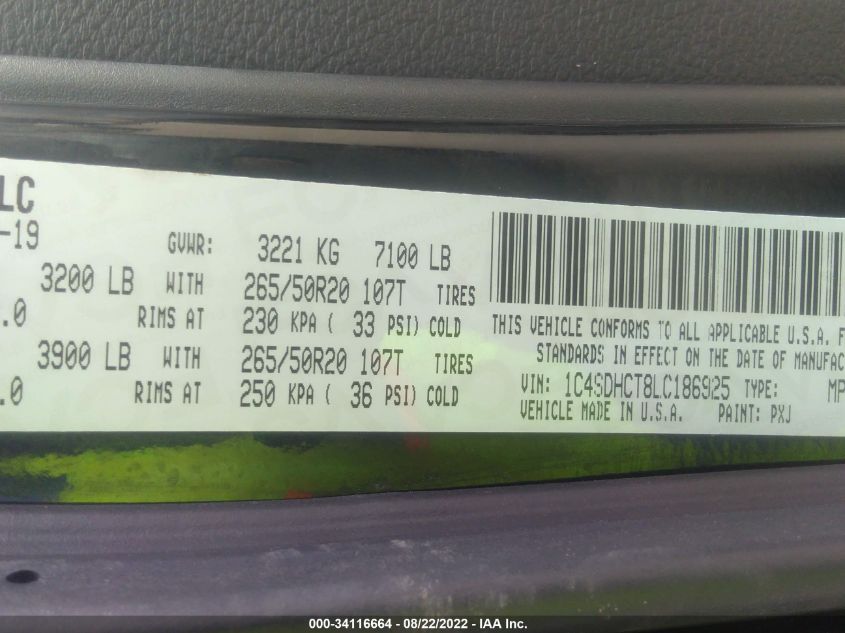 LC
-19 GVWR: 3221 KG 7100 LB
3200 LB WITH 265/50R20 107T TIRES
.0 RIMS AT 230 KPA ( 33 PSI) COLD
3900 LB WITH 265/50R20 107T TIRES
.0 RIMS AT 250 KPA ( 36 PSI) COLD
THIS VEHICLE CONFORMS TO ALL APPLICABLE U.S.A. F
STANDARDS IN EFFECT ON THE DATE OF MANUFAC
VIN: 1C4SDHCT8LC186925 TYPE: MP
VEHICLE MADE IN U.S.A. PAINT: PXJ
000-34116664 - 08/22/2022 - IAA Inc.